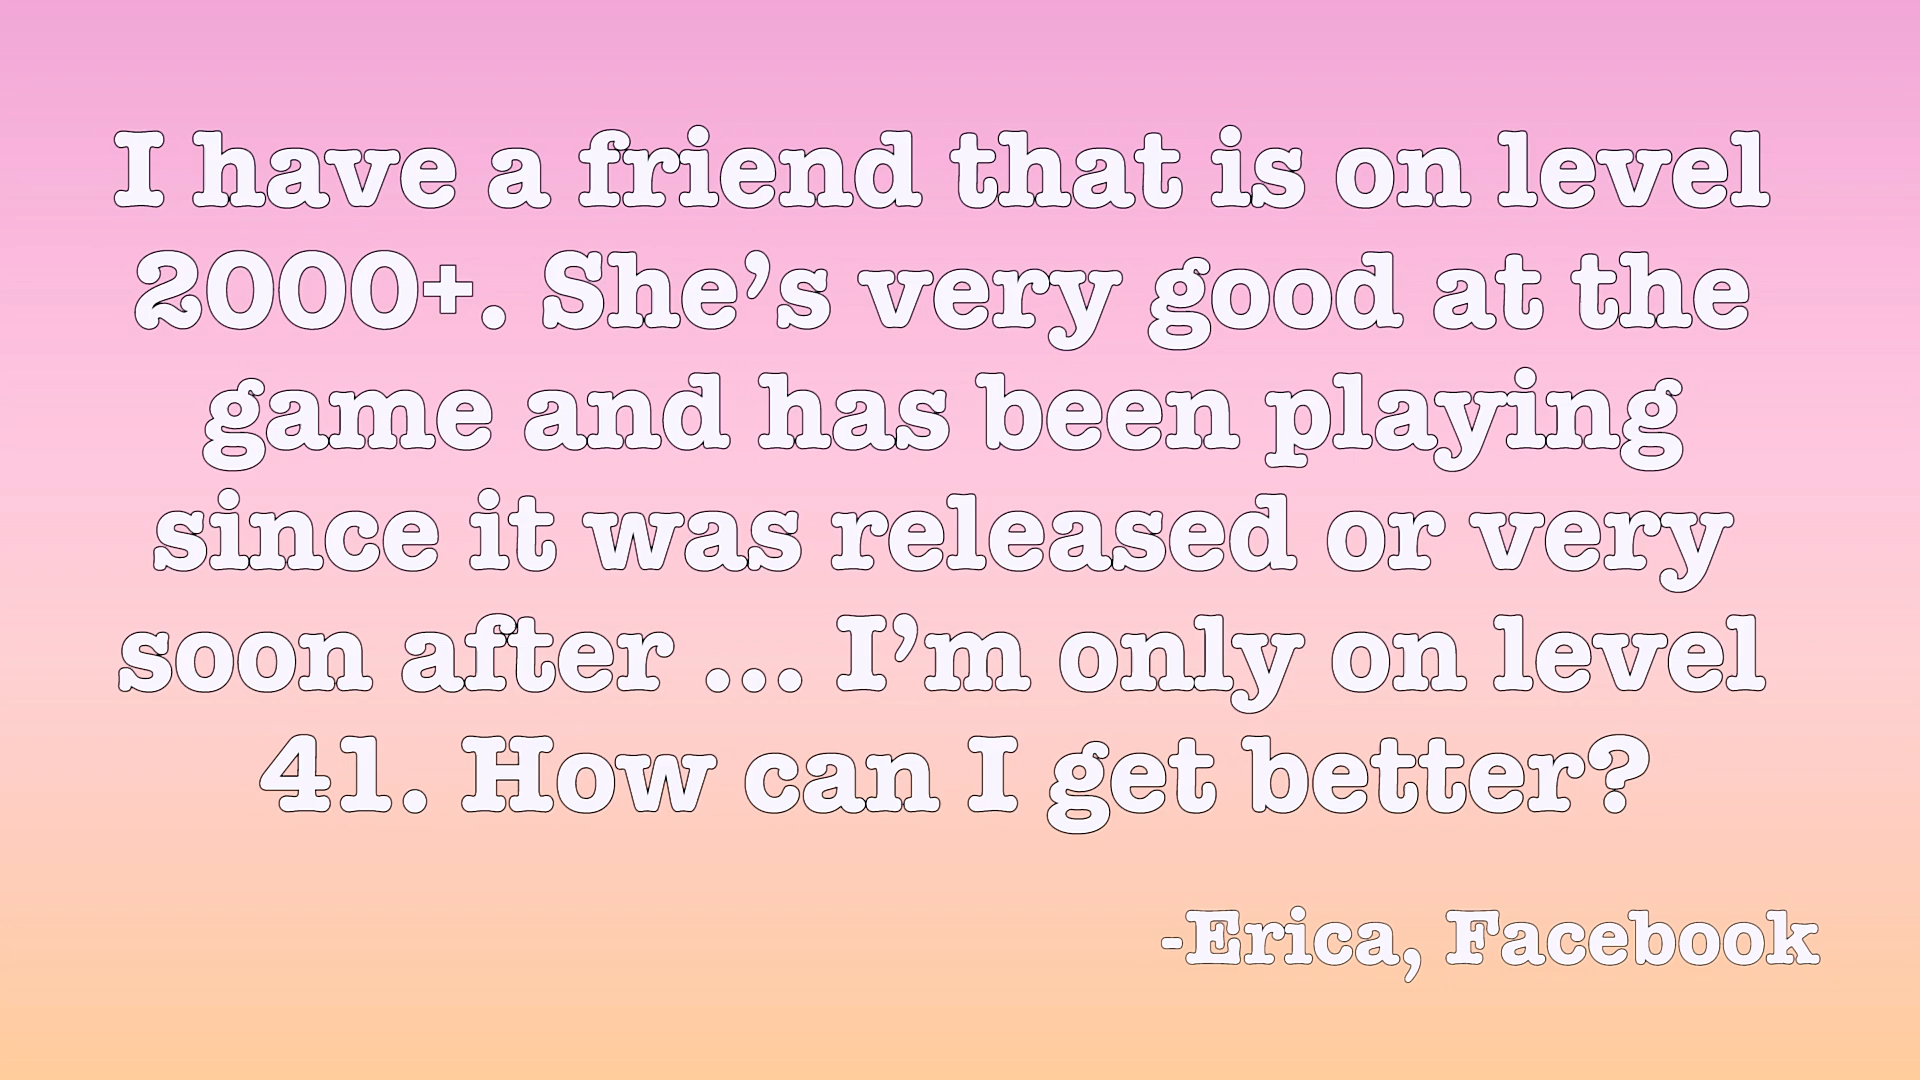 I have a friend that is on level
2000+. She’s very good at the
game and has been playing
since it was released or very
soon after ... I’m only on level
41. How can I get better?
-Erica, Facebook